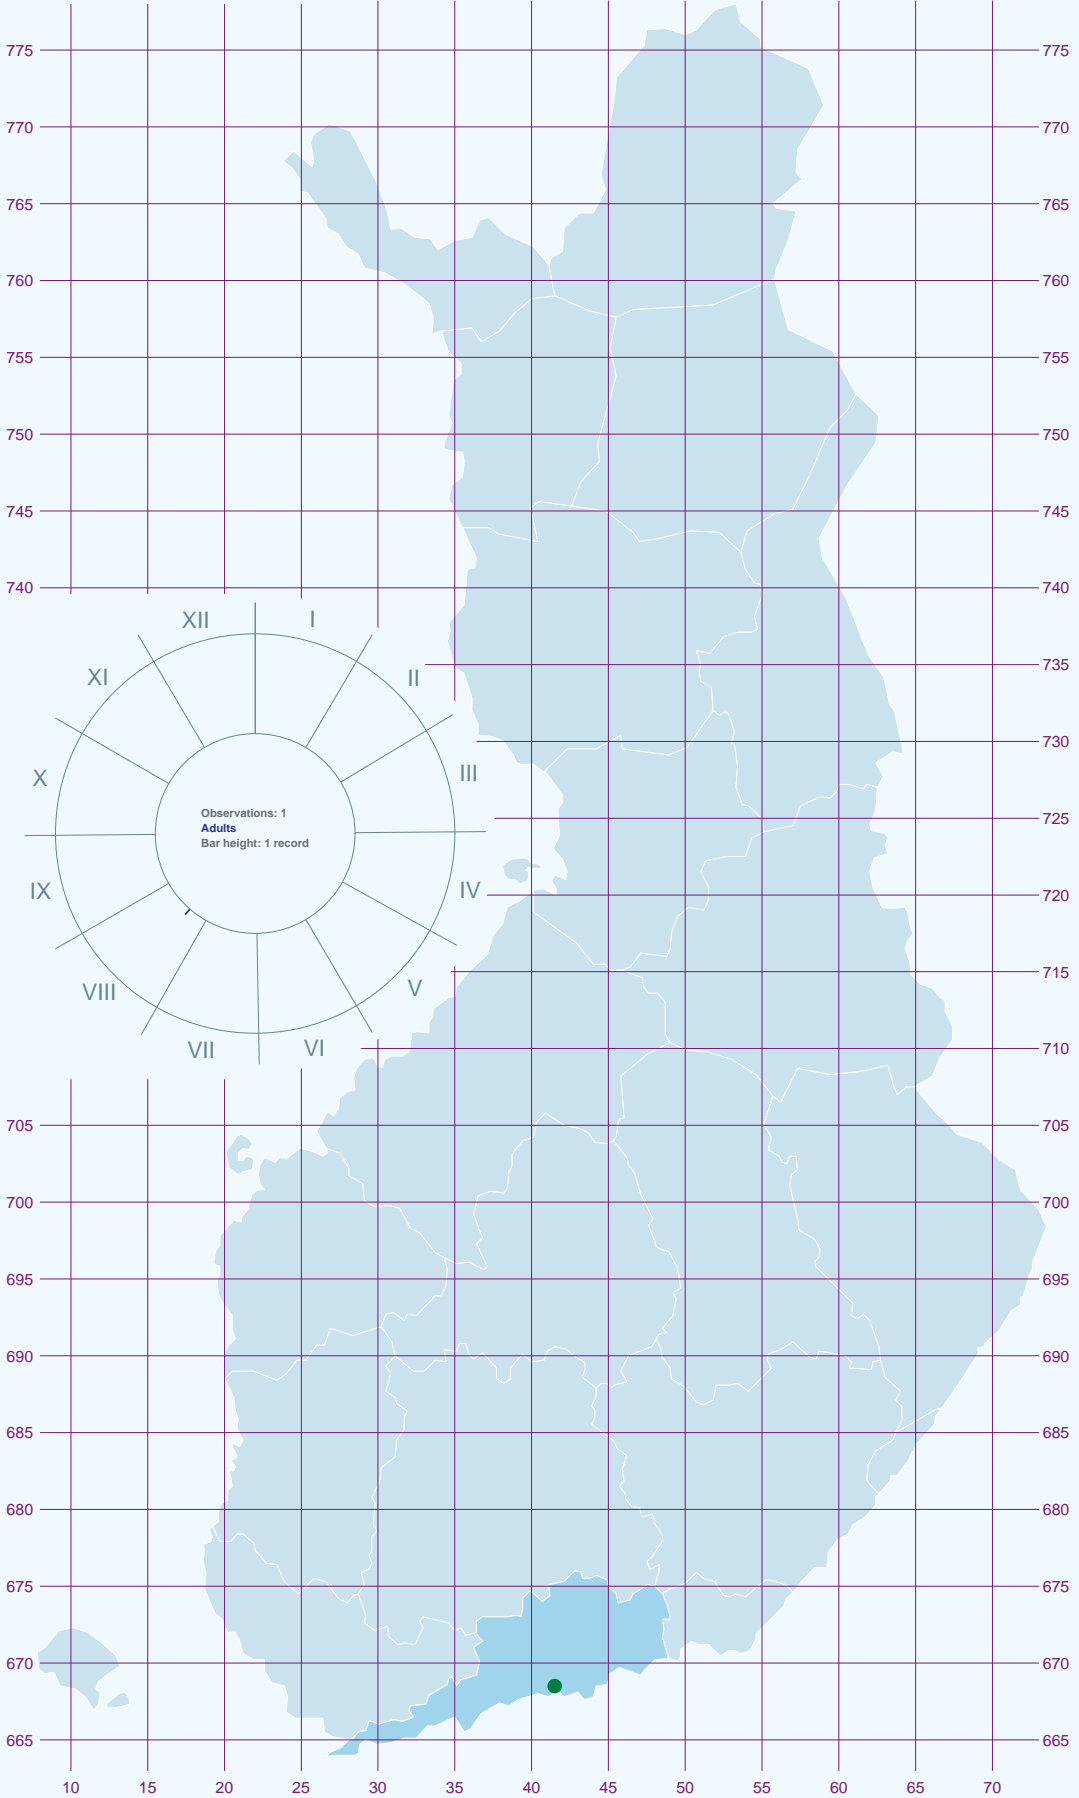 775 775
770 770
765 765
760 760
755 755
750 750
745 745
740 740
XII I
XI II
735
730
X III
725
Observations: 1
Adults
Bar height: 1 record
IX IV
720
VIII V
715
VII VI
710
705 705
700 700
695 695
690 690
685 685
680 680
675 675
670 670
665 665
10 15 20 25 30 35 40 45 50 55 60 65 70